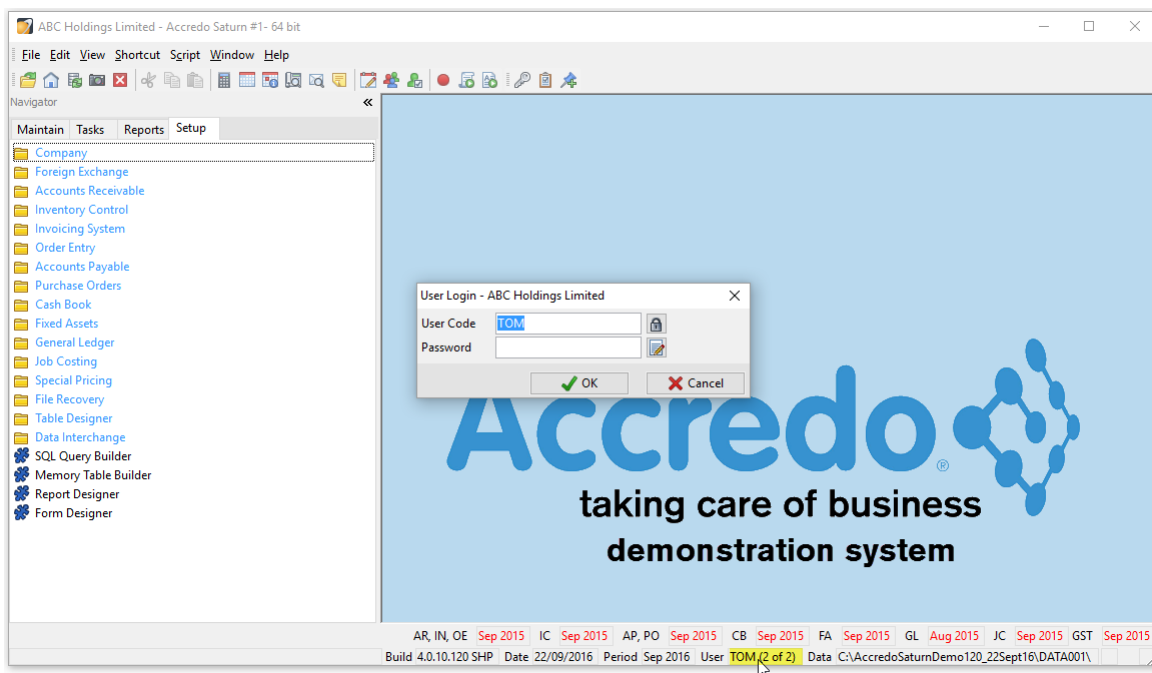 ABC Holdings Limited - Accredo Saturn #1- 64 bit
File Edit View Shortcut Script Window Help
Navigator «
Maintain Tasks Reports Setup
Company
Foreign Exchange
Accounts Receivable
Inventory Control
Invoicing System
Order Entry
Accounts Payable
Purchase Orders
Cash Book
Fixed Assets
General Ledger
Job Costing
Special Pricing
File Recovery
Table Designer
Data Interchange
SQL Query Builder
Memory Table Builder
Report Designer
Form Designer
User Login - ABC Holdings Limited
User Code TOM
Password
OK Cancel
Accredo®
taking care of business
demonstration system
AR, IN, OE Sep 2015 IC Sep 2015 AP, PO Sep 2015 CB Sep 2015 FA Sep 2015 GL Aug 2015 JC Sep 2015 GST Sep 2015
Build 4.0.10.120 SHP Date 22/09/2016 Period Sep 2016 User TOM (2 of 2) Data C:\AccredoSaturnDemo120_22Sept16\DATA001\